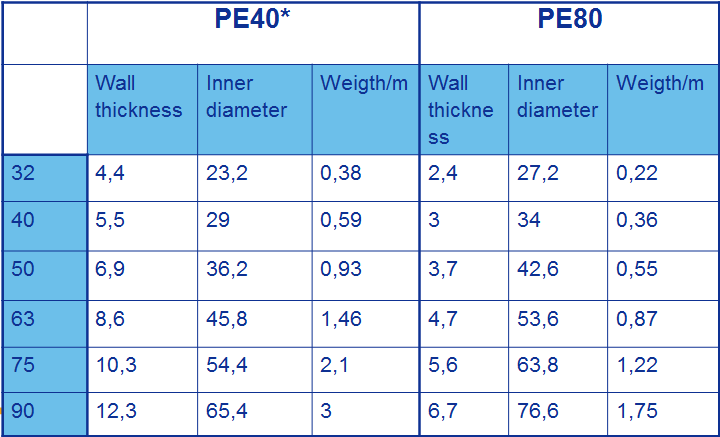 PE40* PE80
Wall thickness Inner diameter Weigth/m Wall thickne ss Inner diameter Weigth/m
32 4,4 23,2 0,38 2,4 27,2 0,22
40 5,5 29 0,59 3 34 0,36
50 6,9 36,2 0,93 3,7 42,6 0,55
63 8,6 45,8 1,46 4,7 53,6 0,87
75 10,3 54,4 2,1 5,6 63,8 1,22
90 12,3 65,4 3 6,7 76,6 1,75